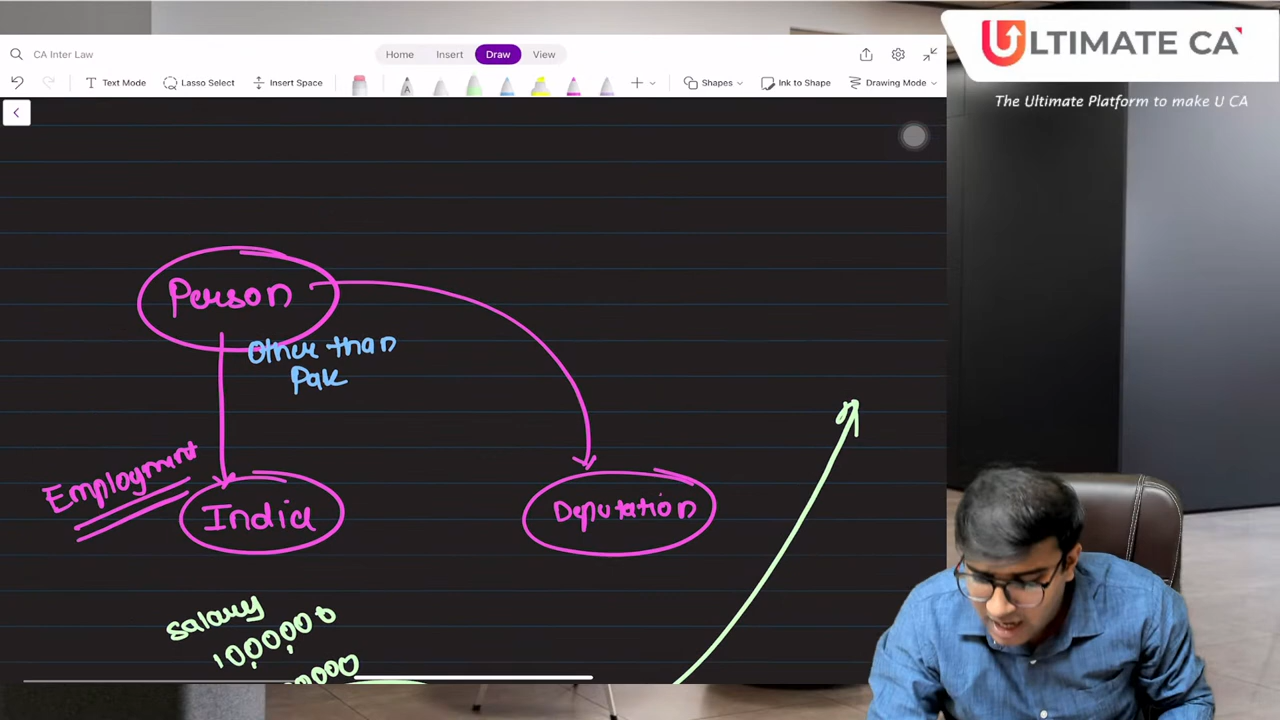 CA Inter Law
Home Insert Draw View
Text Mode Lasso Select Insert Space Shapes Ink to Shape Drawing Mode
ULTIMATE CA
The Ultimate Platform to make U CA
Person
Other than
Pak
Employment
India
Deputation
Salary
10,00,000